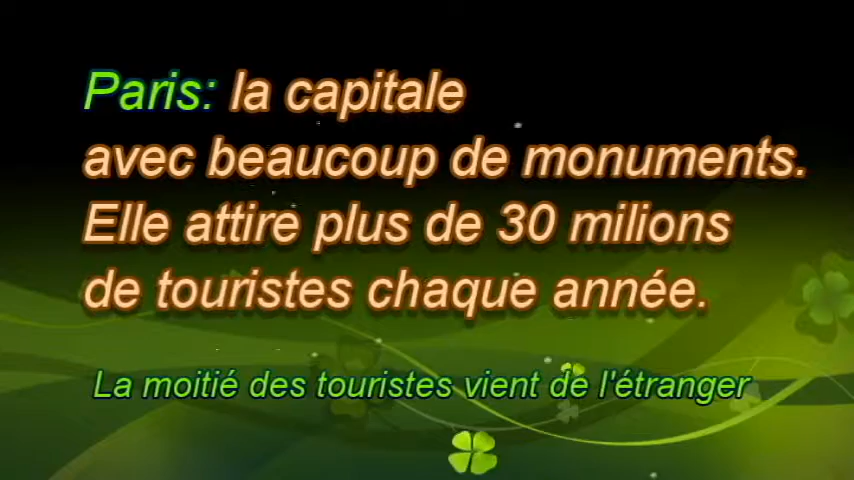 Paris: la capitale
avec beaucoup de monuments.
Elle attire plus de 30 milions
de touristes chaque année.
La moitié des touristes vient de l'étranger